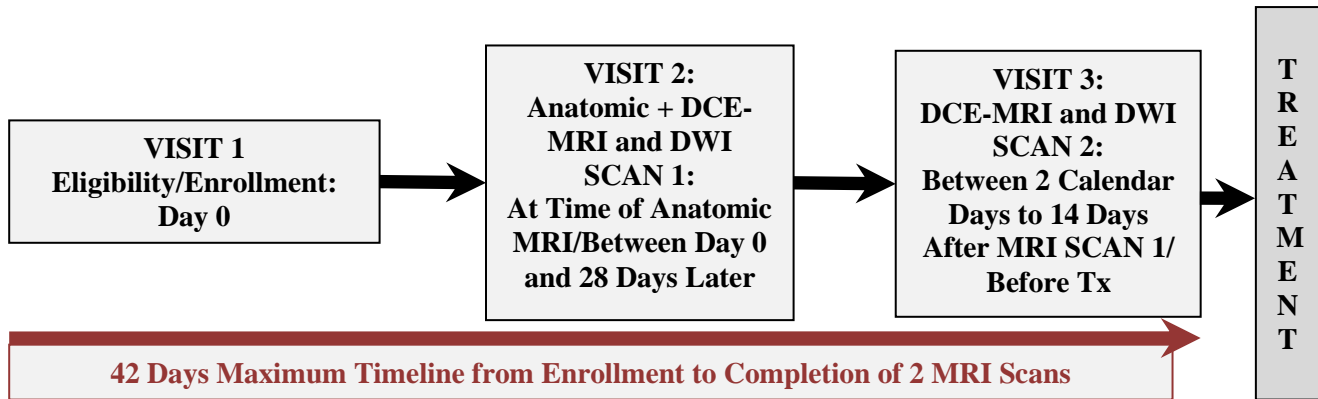 VISIT 1
Eligibility/Enrollment:
Day 0
VISIT 2:
Anatomic + DCE-
MRI and DWI
SCAN 1:
At Time of Anatomic
MRI/Between Day 0
and 28 Days Later
VISIT 3:
DCE-MRI and DWI
SCAN 2:
Between 2 Calendar
Days to 14 Days
After MRI SCAN 1/
Before Tx
T
R
E
A
T
M
E
N
T
42 Days Maximum Timeline from Enrollment to Completion of 2 MRI Scans